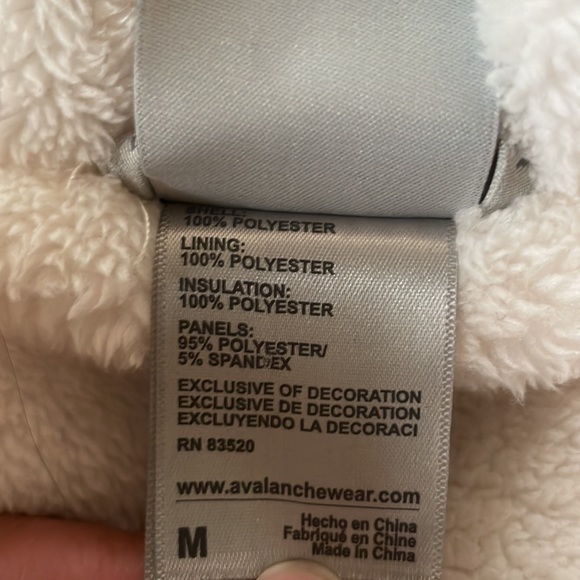 SHELL:
100% POLYESTER
LINING:
100% POLYESTER
INSULATION:
100% POLYESTER
PANELS:
95% POLYESTER/
5% SPANDEX
EXCLUSIVE OF DECORATION
EXCLUSIVE DE DECORATION
EXCLUYENDO LA DECORACI
RN 83520
www.avalanchewear.com
M
Hecho en China
Fabriqué en Chine
Made in China